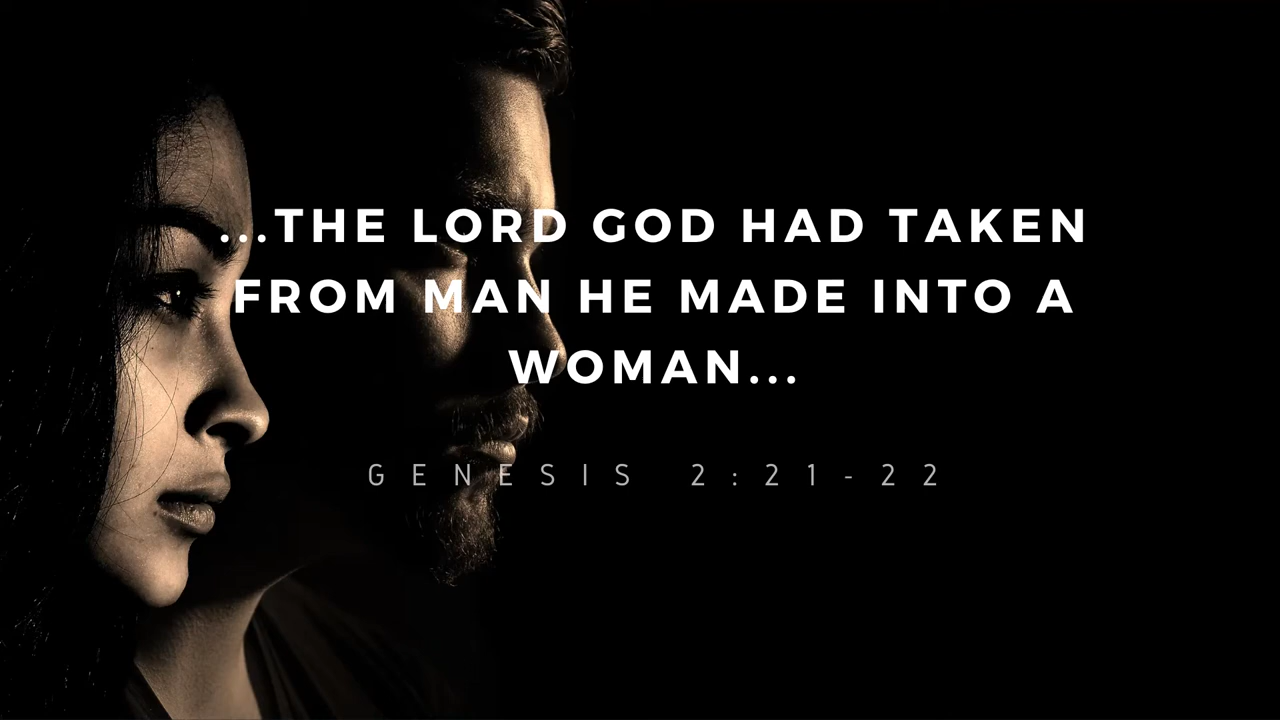 ...THE LORD GOD HAD TAKEN
FROM MAN HE MADE INTO A
WOMAN...
GENESIS 2:21-22